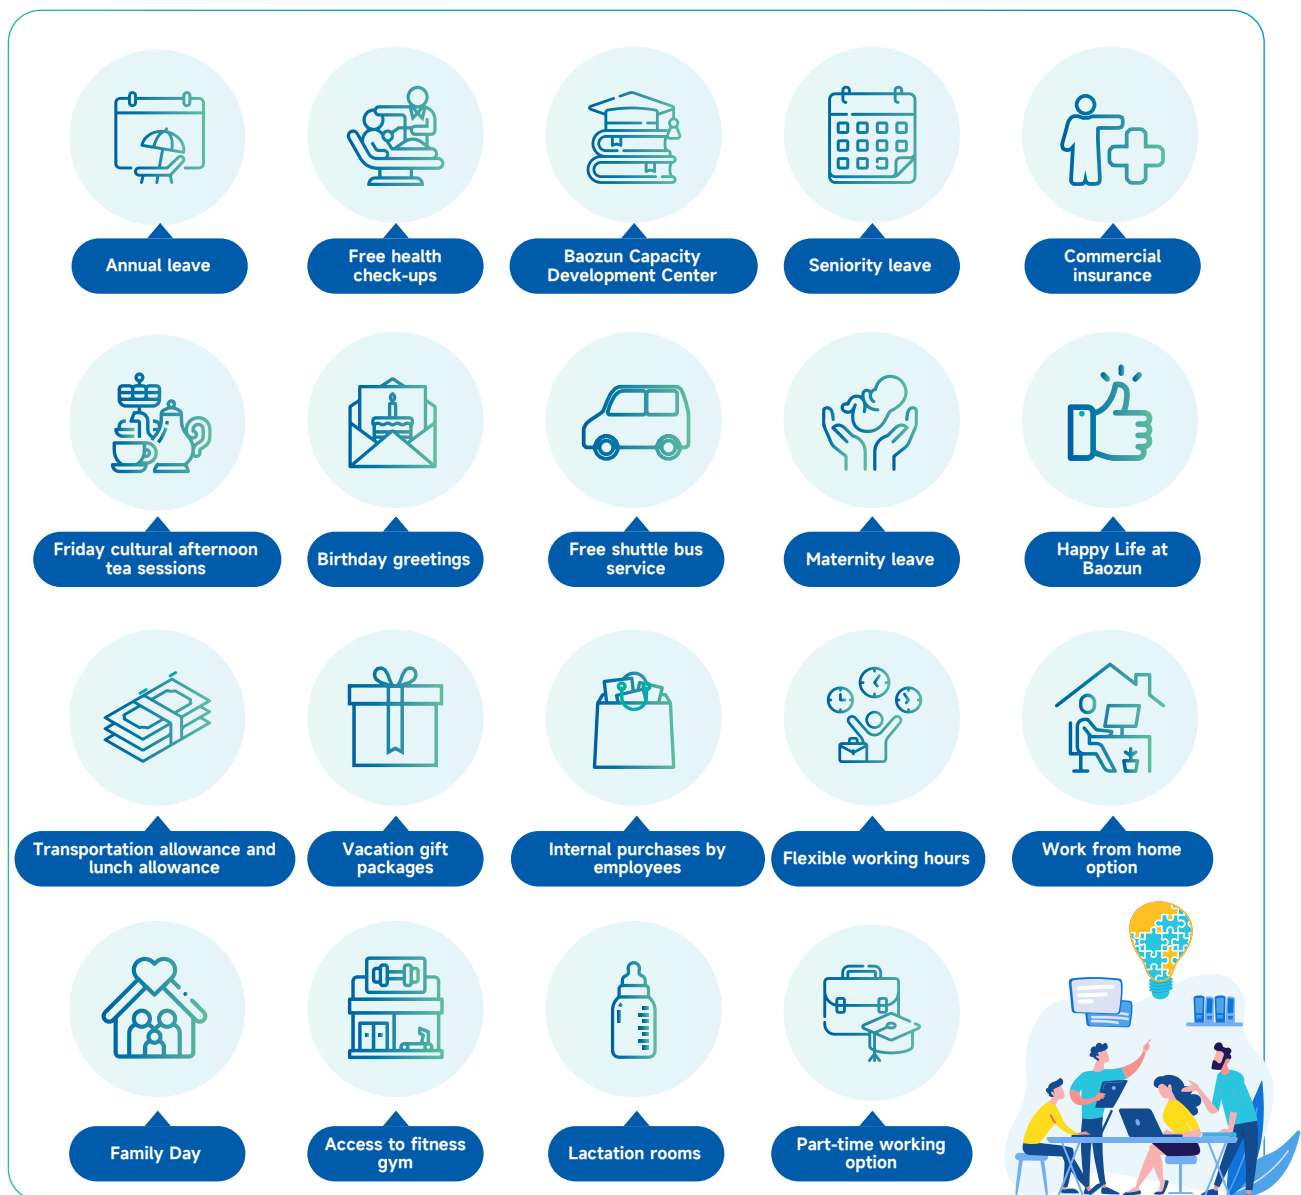 Annual leave
Free health
check-ups
Baozun Capacity
Development Center
Seniority leave
Commercial
insurance
Friday cultural afternoon
tea sessions
Birthday greetings
Free shuttle bus
service
Maternity leave
Happy Life at
Baozun
Transportation allowance and
lunch allowance
Vacation gift
packages
Internal purchases by
employees
Flexible working hours
Work from home
option
Family Day
Access to fitness
gym
Lactation rooms
Part-time working
option